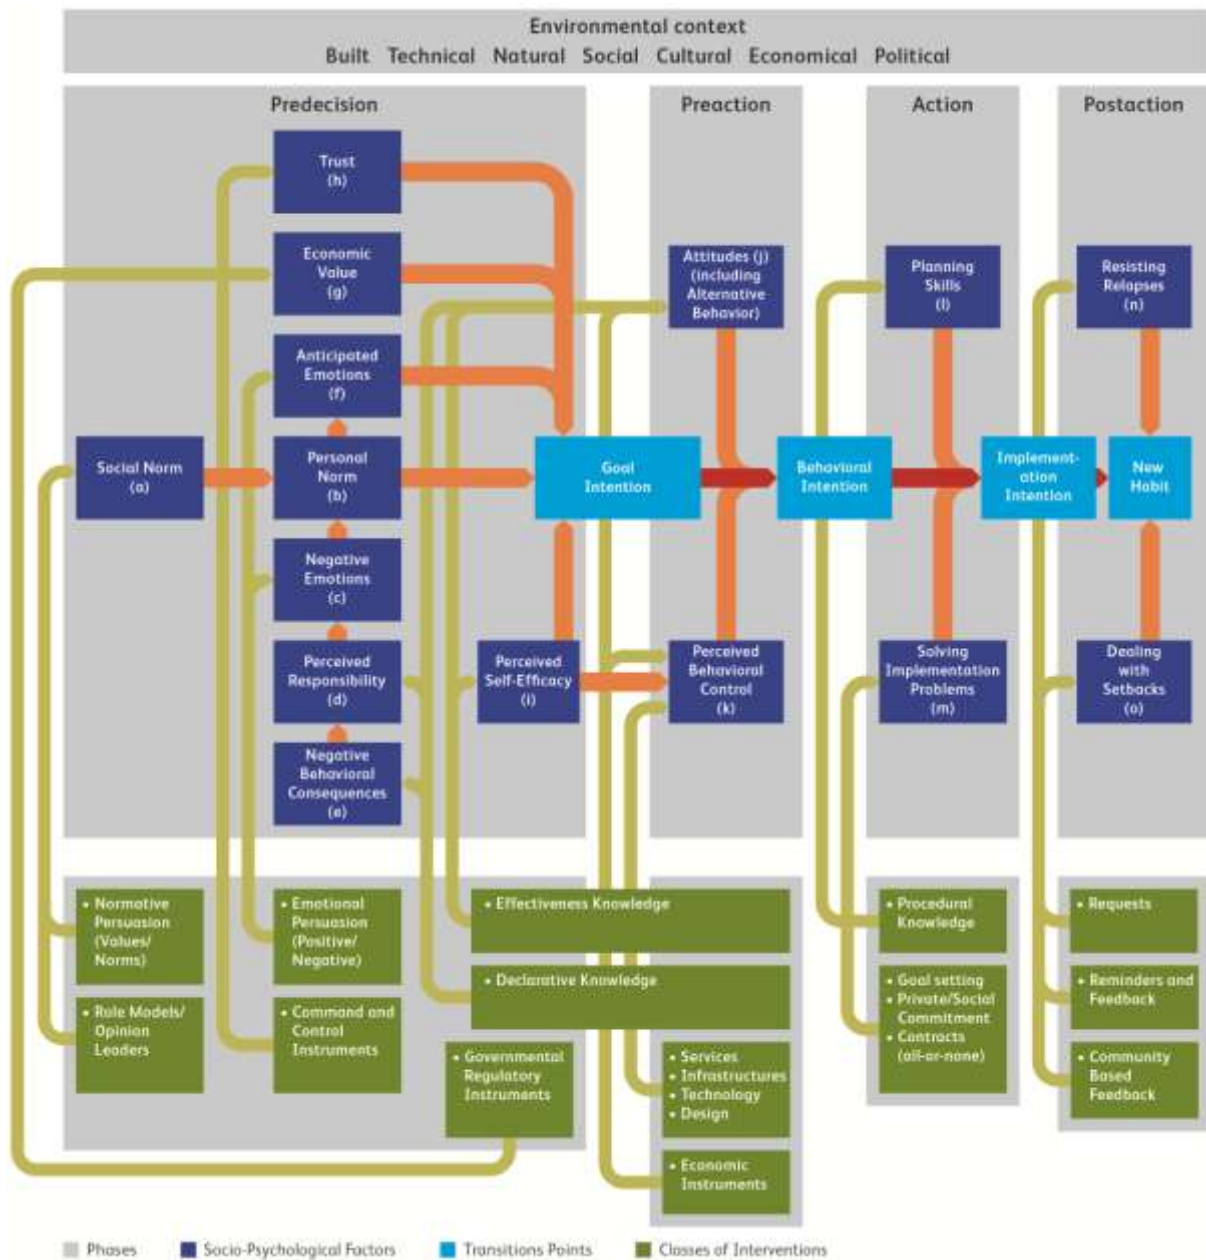 Environmental context
Built Technical Natural Social Cultural Economical Political
Predecision
Preaction
Action
Postaction
Trust
(h)
Economic
Value
(g)
Attitudes (j)
(including
Alternative
Behavior)
Planning
Skills
(l)
Resisting
Relapses
(n)
Anticipated
Emotions
(f)
Social Norm
(a)
Personal
Norm
(b)
Goal
Intention
Behavioral
Intention
Implement-
ation
Intention
New
Habit
Negative
Emotions
(c)
Perceived
Responsibility
(d)
Perceived
Self-Efficacy
(i)
Perceived
Behavioral
Control
(k)
Solving
Implementation
Problems
(m)
Dealing
with
Setbacks
(o)
Negative
Behavioral
Consequences
(e)
• Normative
Persuasion
(Values/
Norms)
• Emotional
Persuasion
(Positive/
Negative)
• Effectiveness Knowledge
• Procedural
Knowledge
• Requests
• Declarative Knowledge
• Goal setting
• Private/Social
Commitment
• Contracts
(all-or-none)
• Reminders and
Feedback
• Role Models/
Opinion
Leaders
• Command and
Control
Instruments
• Governmental
Regulatory
Instruments
• Services
• Infrastructures
• Technology
• Design
• Community
Based
Feedback
• Economic
Instruments
Phases
Socio-Psychological Factors
Transitions Points
Classes of Interventions